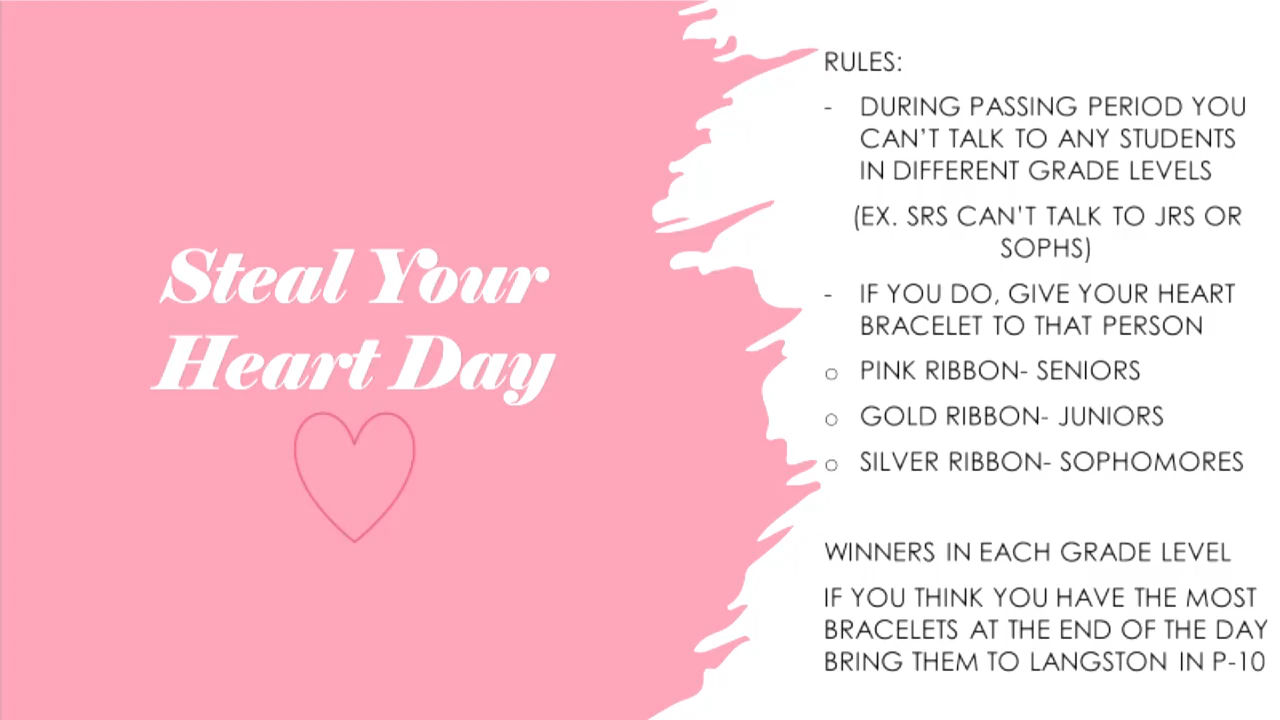 Steal Your
Heart Day
RULES:
- DURING PASSING PERIOD YOU
CAN'T TALK TO ANY STUDENTS
IN DIFFERENT GRADE LEVELS
(EX. SRS CAN'T TALK TO JRS OR
SOPHS)
- IF YOU DO, GIVE YOUR HEART
BRACELET TO THAT PERSON
o PINK RIBBON- SENIORS
o GOLD RIBBON- JUNIORS
o SILVER RIBBON- SOPHOMORES
WINNERS IN EACH GRADE LEVEL
IF YOU THINK YOU HAVE THE MOST
BRACELETS AT THE END OF THE DAY
BRING THEM TO LANGSTON IN P-10